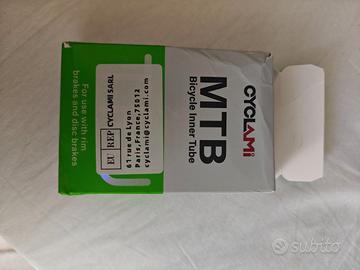 CYCLAMI
MTB
Bicycle Inner Tube
EU REP CYCLAMI SARL
61 rue de Lyon
Paris,France,75012
cyclami@cyclami.com
For use with rim
brakes and disc brakes
subito